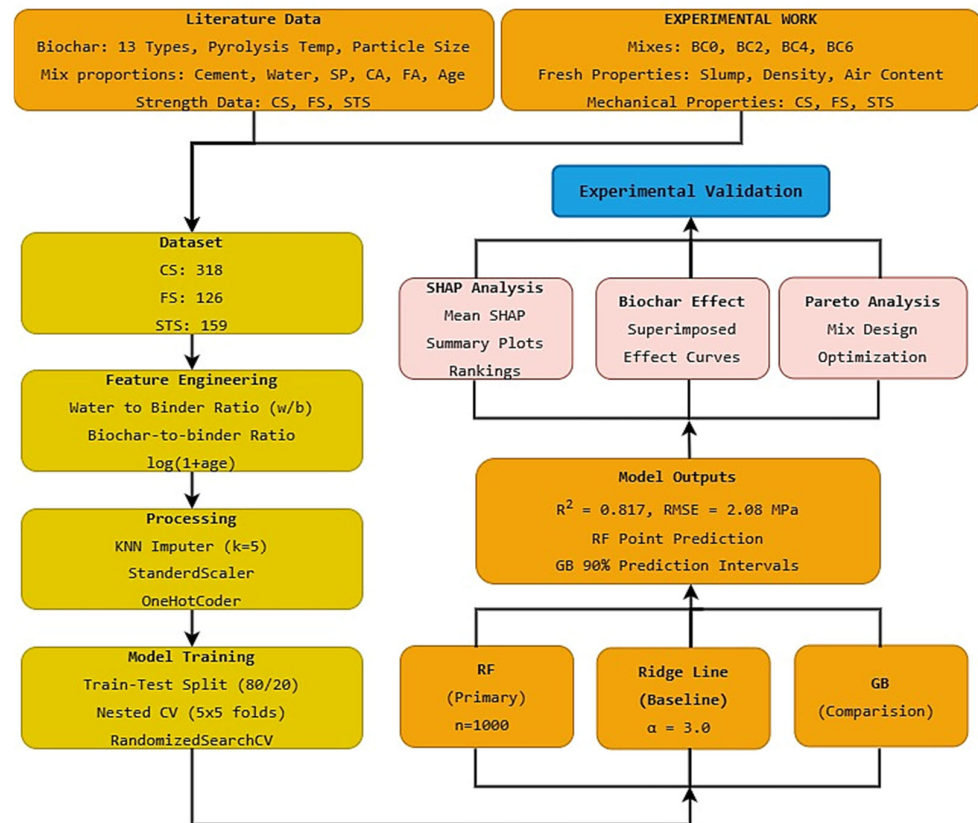 Literature Data
Biochar: 13 Types, Pyrolysis Temp, Particle Size
Mix proportions: Cement, Water, SP, CA, FA, Age
Strength Data: CS, FS, STS
EXPERIMENTAL WORK
Mixes: BC0, BC2, BC4, BC6
Fresh Properties: Slump, Density, Air Content
Mechanical Properties: CS, FS, STS
Dataset
CS: 318
FS: 126
STS: 159
Feature Engineering
Water to Binder Ratio (w/b)
Biochar-to-binder Ratio
log(1+age)
Processing
KNN Imputer (k=5)
StanderdScaler
OneHotCoder
Model Training
Train-Test Split (80/20)
Nested CV (5x5 folds)
RandomizedSearchCV
RF
(Primary)
n=1000
Ridge Line
(Baseline)
α = 3.0
GB
(Comparision)
Model Outputs
R² = 0.817, RMSE = 2.08 MPa
RF Point Prediction
GB 90% Prediction Intervals
SHAP Analysis
Mean SHAP
Summary Plots
Rankings
Biochar Effect
Superimposed
Effect Curves
Pareto Analysis
Mix Design
Optimization
Experimental Validation